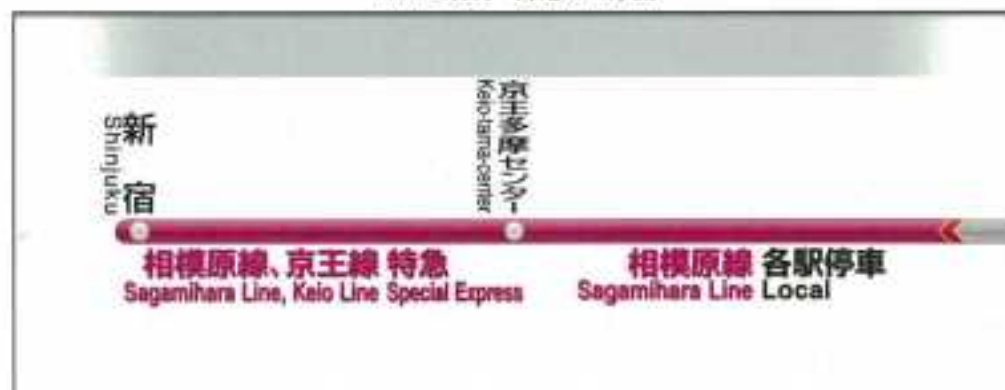 新宿
Shinjuku
京王多摩センター
Keio-tama-center
相模原線、京王線 特急
Sagamihara Line, Keio Line Special Express
相模原線 各駅停車
Sagamihara Line Local